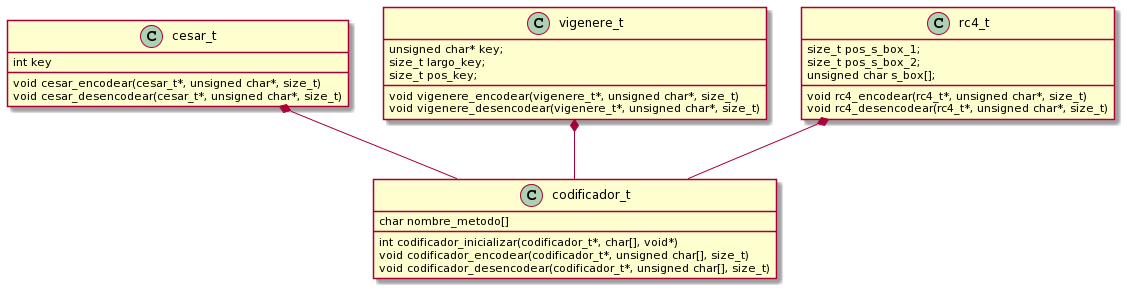 C cesar_t
int key
void cesar_encodear(cesar_t*, unsigned char*, size_t)
void cesar_desencodear(cesar_t*, unsigned char*, size_t)
C vigenere_t
unsigned char* key;
size_t largo_key;
size_t pos_key;
void vigenere_encodear(vigenere_t*, unsigned char*, size_t)
void vigenere_desencodear(vigenere_t*, unsigned char*, size_t)
C rc4_t
size_t pos_s_box_1;
size_t pos_s_box_2;
unsigned char s_box[];
void rc4_encodear(rc4_t*, unsigned char*, size_t)
void rc4_desencodear(rc4_t*, unsigned char*, size_t)
C codificador_t
char nombre_metodo[]
int codificador_inicializar(codificador_t*, char[], void*)
void codificador_encodear(codificador_t*, unsigned char[], size_t)
void codificador_desencodear(codificador_t*, unsigned char[], size_t)